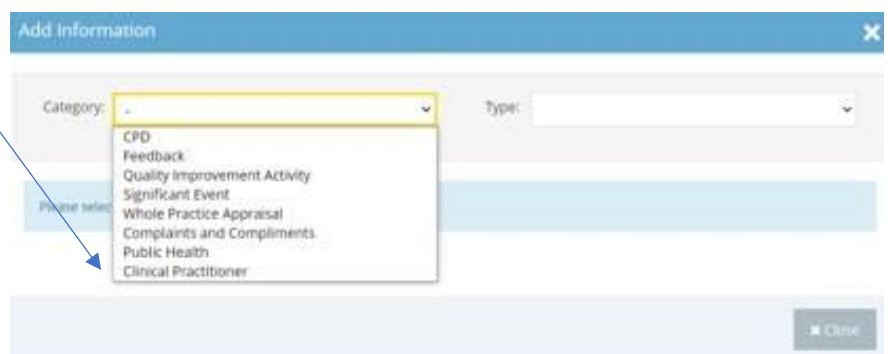 Add Information
Category: - Type:
CPD
Feedback
Quality Improvement Activity
Significant Event
Whole Practice Appraisal
Complaints and Compliments
Public Health
Clinical Practitioner
Please selec
Close